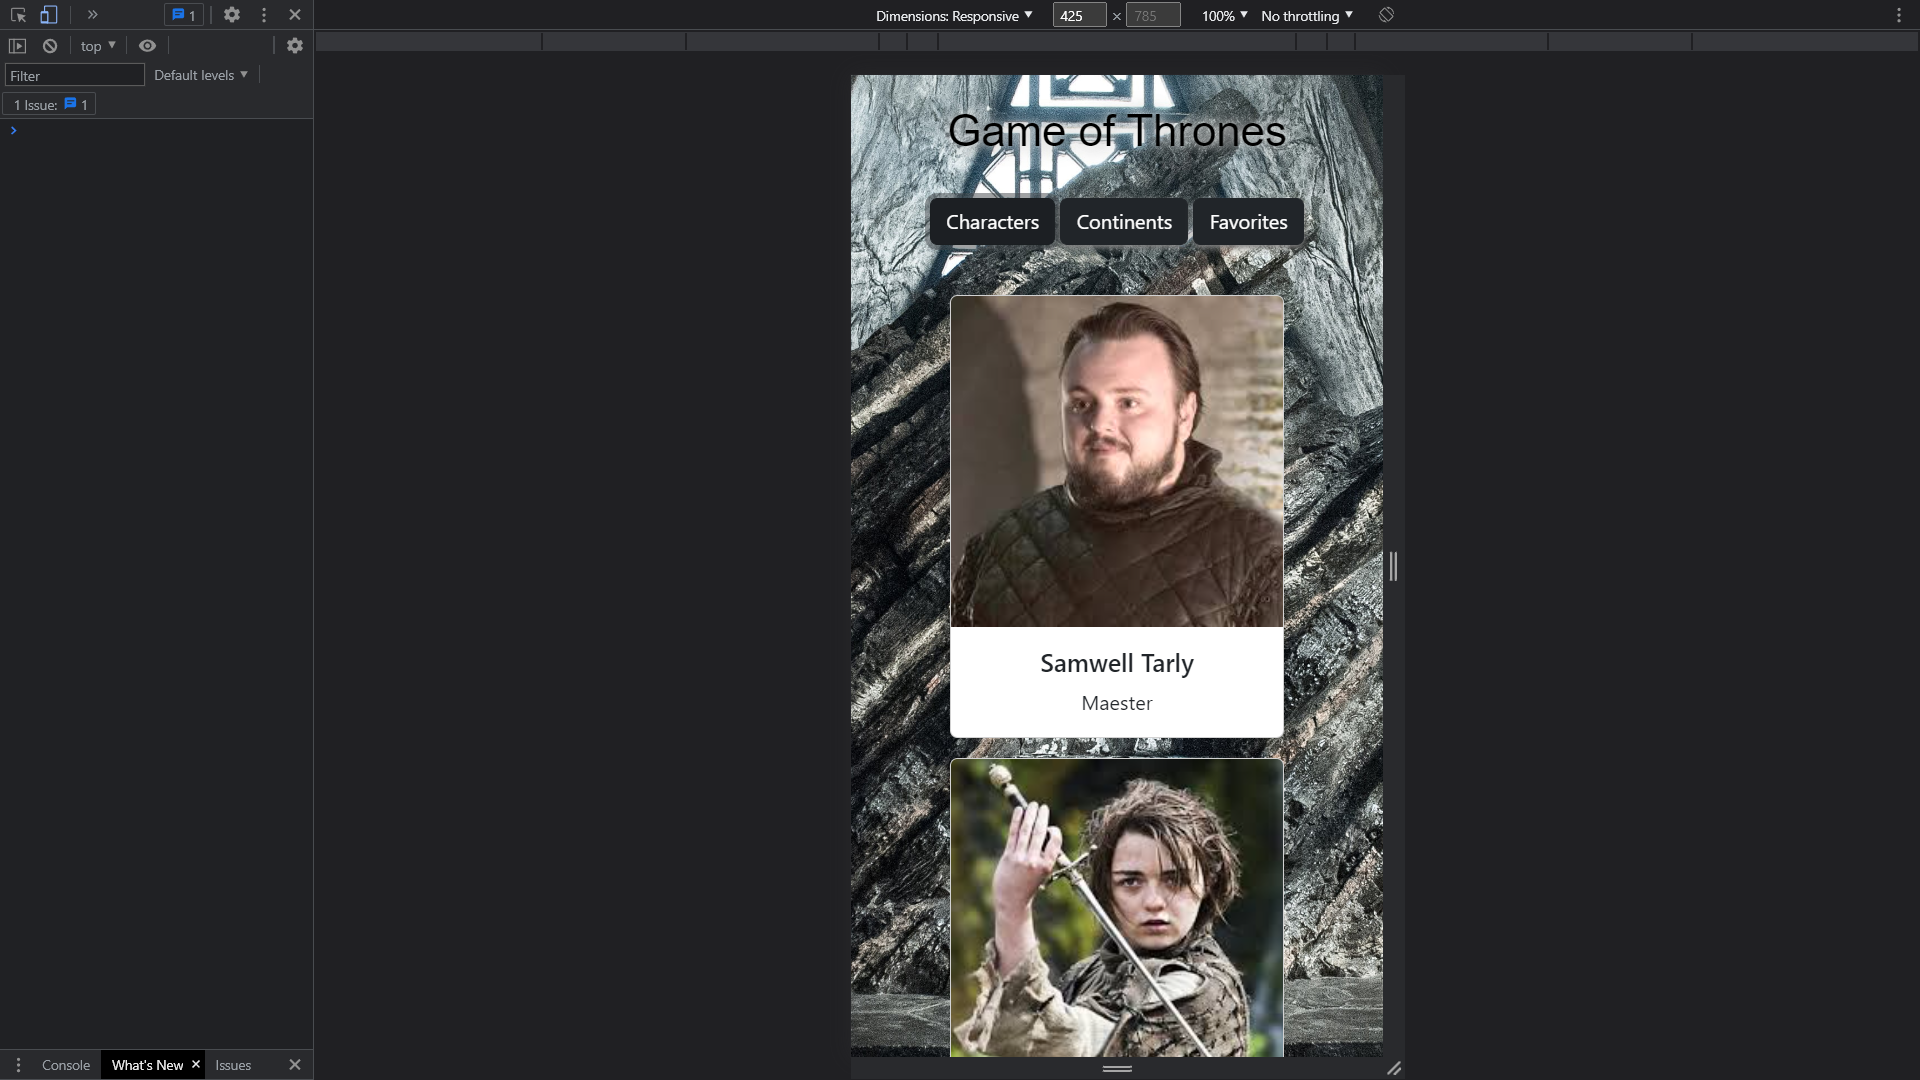 1
Dimensions: Responsive 425 × 785 100% No throttling
top
Filter Default levels
1 Issue: 1
Game of Thrones
Characters Continents Favorites
Samwell Tarly
Maester
Console What's New Issues